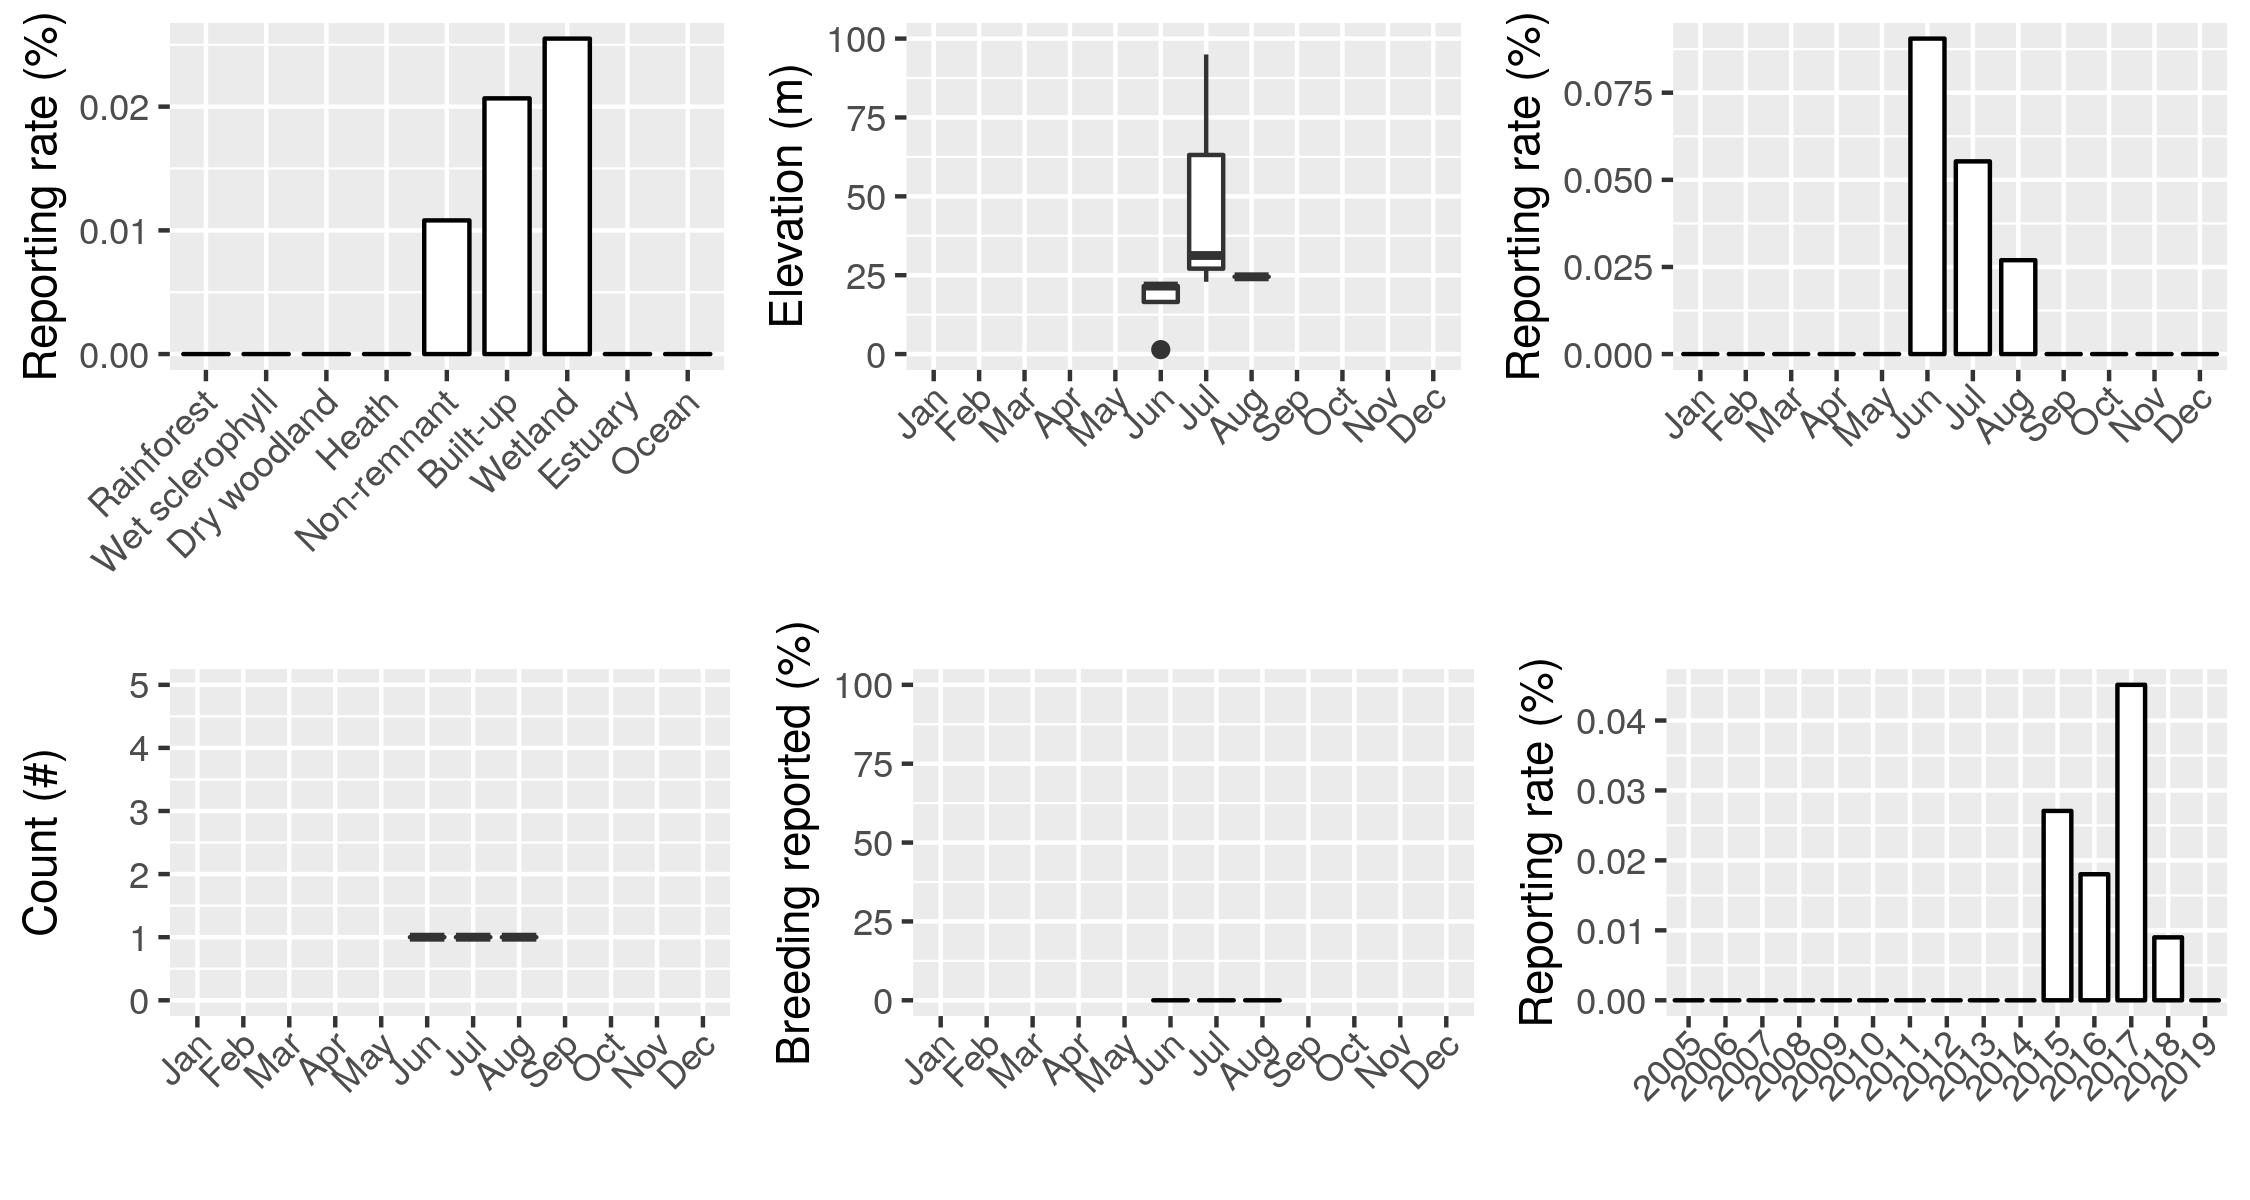 Reporting rate (%)
0.02
0.01
0.00
Rainforest
Wet sclerophyll
Dry woodland
Heath
Non-remnant
Built-up
Wetland
Estuary
Ocean
Elevation (m)
100
75
50
25
0
Jan
Feb
Mar
Apr
May
Jun
Jul
Aug
Sep
Oct
Nov
Dec
Reporting rate (%)
0.075
0.050
0.025
0.000
Jan
Feb
Mar
Apr
May
Jun
Jul
Aug
Sep
Oct
Nov
Dec
Count (#)
5
4
3
2
1
0
Jan
Feb
Mar
Apr
May
Jun
Jul
Aug
Sep
Oct
Nov
Dec
Breeding reported (%)
100
75
50
25
0
Jan
Feb
Mar
Apr
May
Jun
Jul
Aug
Sep
Oct
Nov
Dec
Reporting rate (%)
0.04
0.03
0.02
0.01
0.00
2005
2006
2007
2008
2009
2010
2011
2012
2013
2014
2015
2016
2017
2018
2019